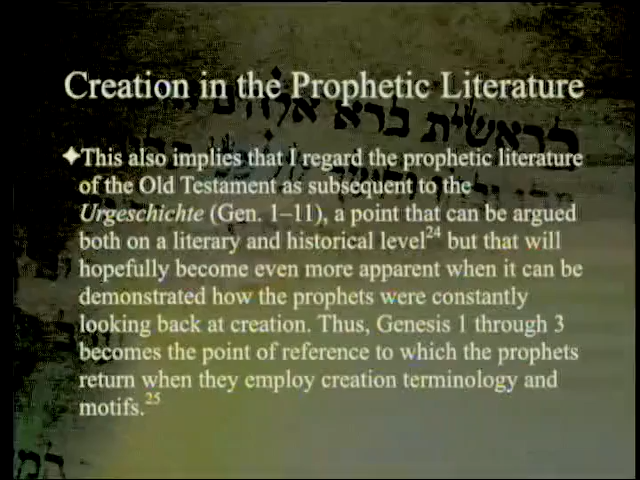 Creation in the Prophetic Literature
בראשית ברא אלהים
✦This also implies that I regard the prophetic literature
of the Old Testament as subsequent to the
Urgeschichte (Gen. 1–11), a point that can be argued
both on a literary and historical level24 but that will
hopefully become even more apparent when it can be
demonstrated how the prophets were constantly
looking back at creation. Thus, Genesis 1 through 3
becomes the point of reference to which the prophets
return when they employ creation terminology and
motifs.25